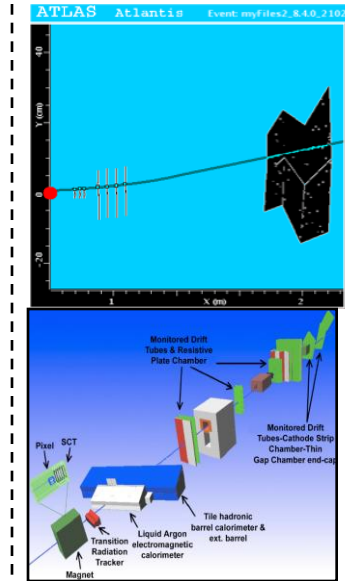 ATLAS Atlantis Event: myFiles2_8.4.0_2102
40
20
Y (cm)
0
-20
1 X (m) 2
Monitored Drift
Tubes & Resistive
Plate Chamber
Monitored Drift
Tubes-Cathode Strip
Chamber-Thin
Gap Chamber end-cap
Pixel
SCT
Tile hadronic
barrel calorimeter &
ext. barrel
Liquid Argon
electromagnetic
calorimeter
Transition
Radiation
Tracker
Magnet